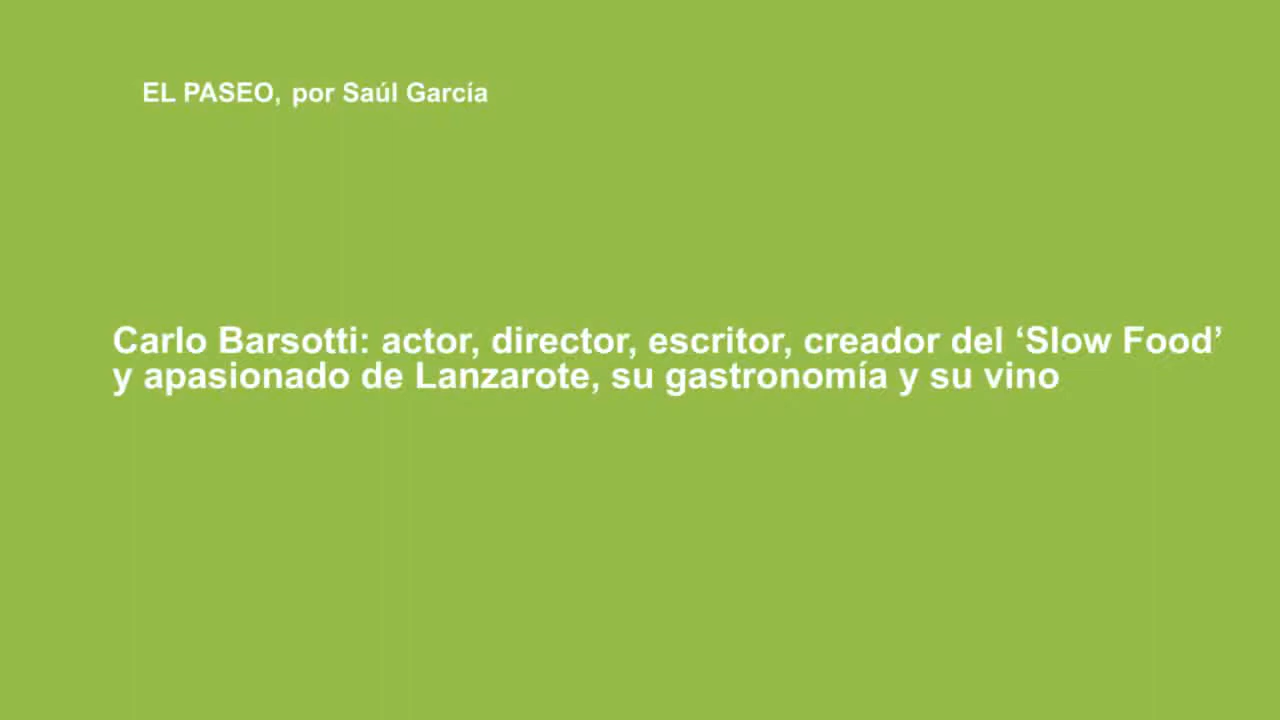 EL PASEO, por Saúl García
Carlo Barsotti: actor, director, escritor, creador del ‘Slow Food’
y apasionado de Lanzarote, su gastronomía y su vino